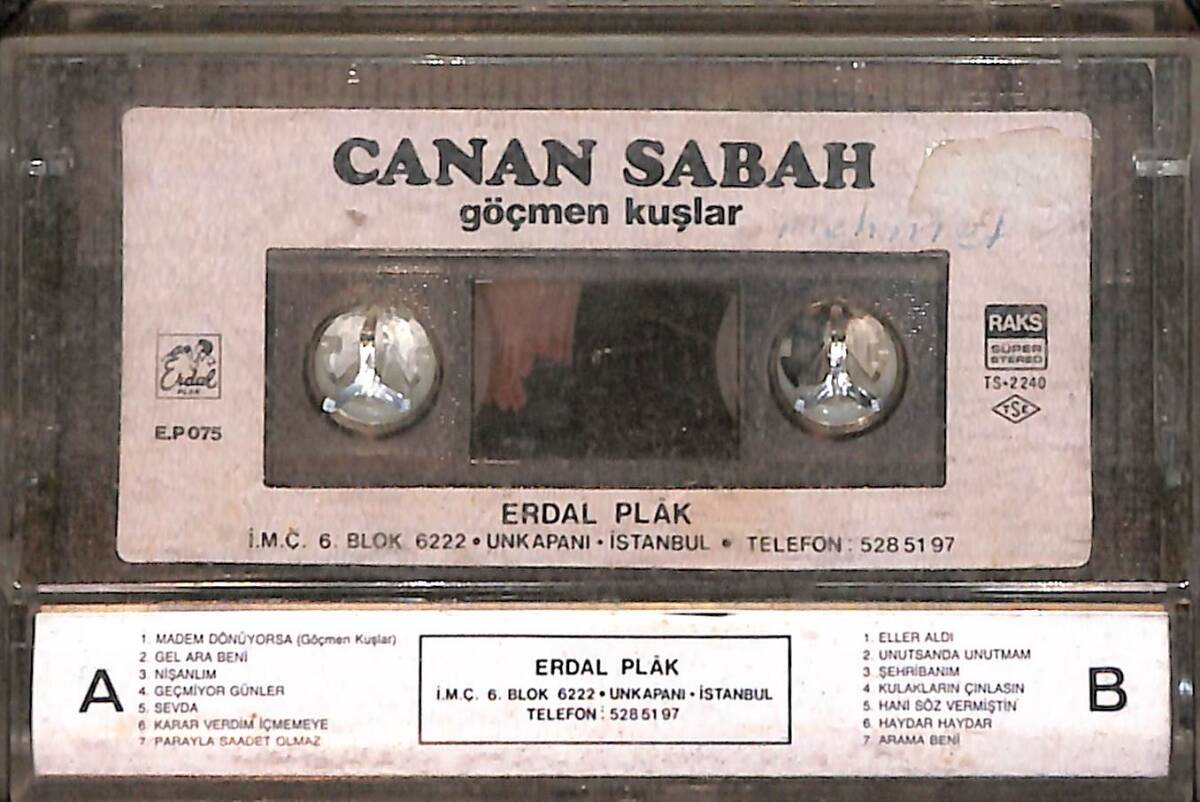 CANAN SABAH
göçmen kuşlar
mehmet
Erdal
PLAK
E.P 075
RAKS
SÜPER
STEREO
TS•2240
TSE
ERDAL PLÂK
İ.M.Ç. 6. BLOK 6222 • UNKAPANI • İSTANBUL • TELEFON : 528 51 97
A
1. MADEM DÖNÜYORSA (Göçmen Kuşlar)
2. GEL ARA BENİ
3. NİŞANLIM
4. GEÇMİYOR GÜNLER
5. SEVDA
6. KARAR VERDİM İÇMEMEYE
7. PARAYLA SAADET OLMAZ
ERDAL PLÂK
İ.M.Ç. 6. BLOK 6222 • UNKAPANI • İSTANBUL
TELEFON : 528 51 97
1. ELLER ALDI
2. UNUTSANDA UNUTMAM
3. ŞEHRİBANIM
4. KULAKLARIN ÇINLASIN
5. HANİ SÖZ VERMİŞTİN
6. HAYDAR HAYDAR
7. ARAMA BENİ
B